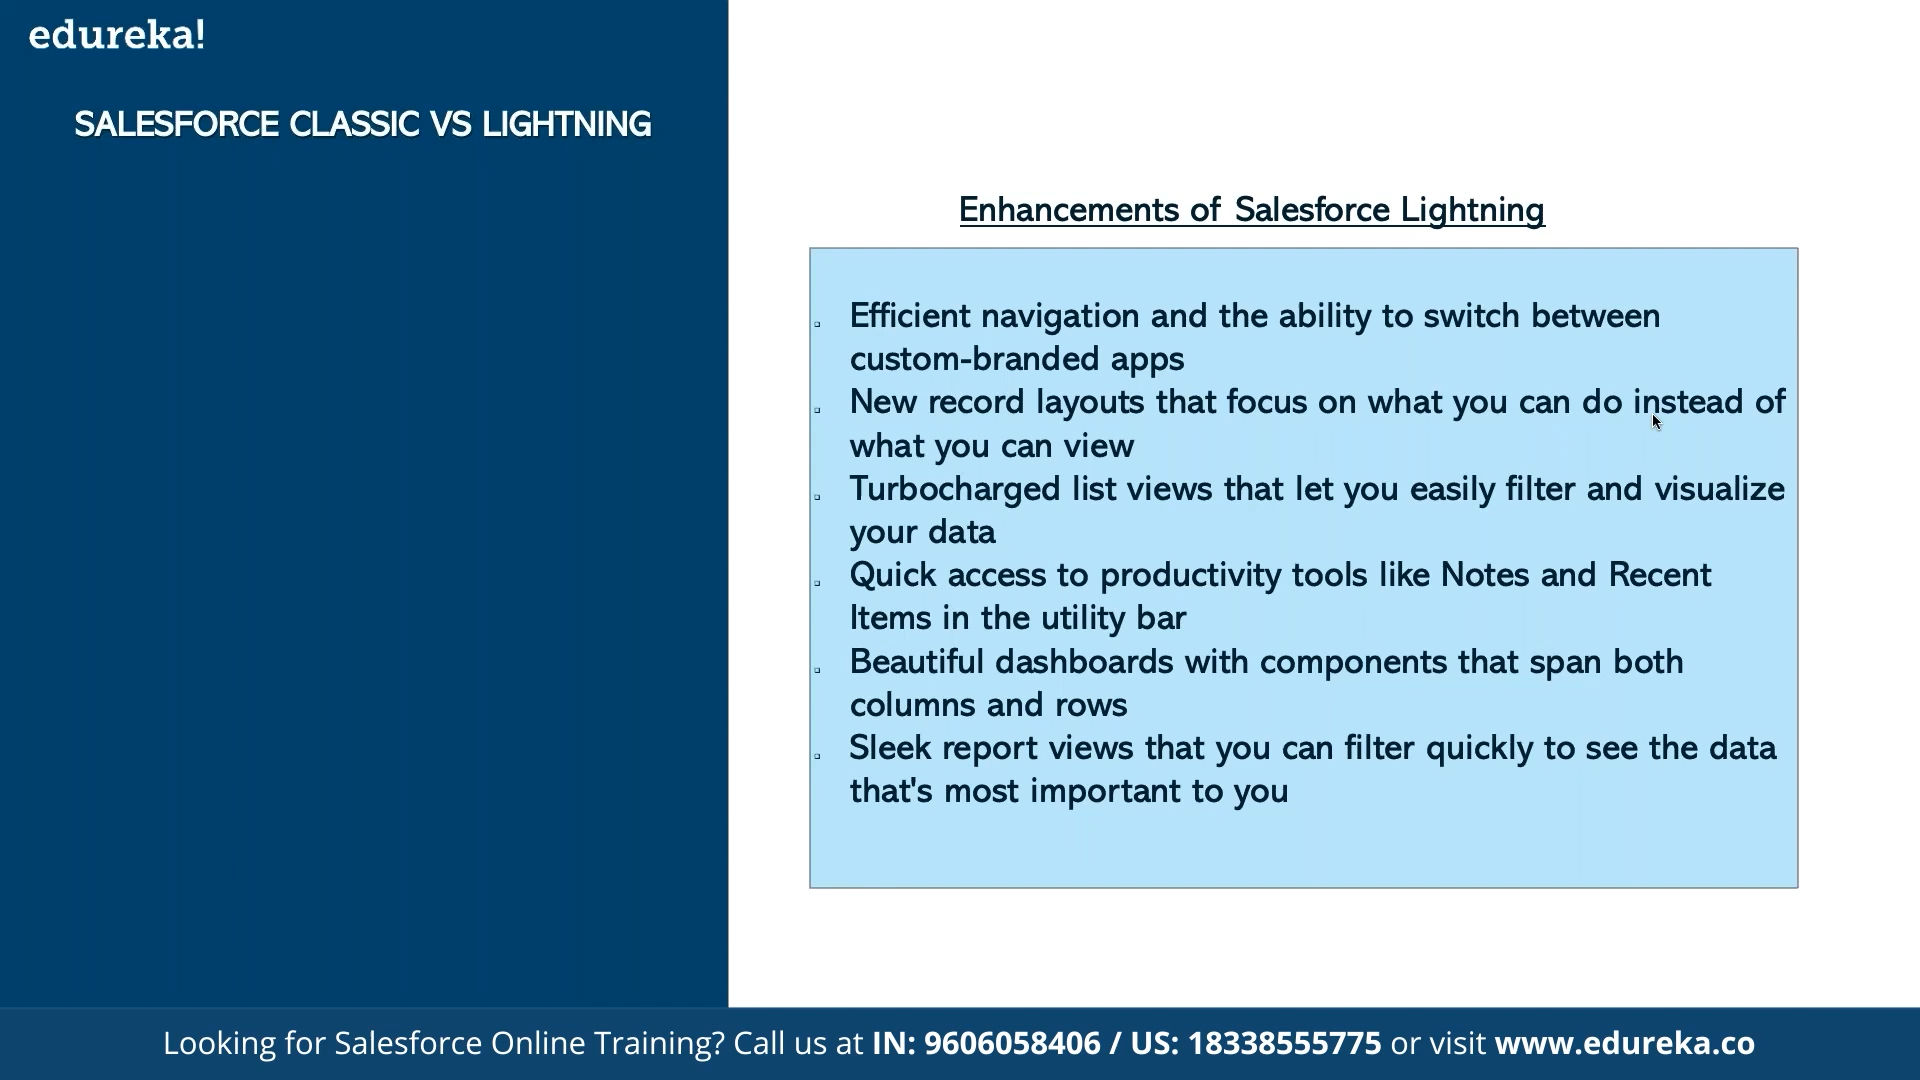 edureka!
SALESFORCE CLASSIC VS LIGHTNING
Enhancements of Salesforce Lightning
Efficient navigation and the ability to switch between
custom-branded apps
New record layouts that focus on what you can do instead of
what you can view
Turbocharged list views that let you easily filter and visualize
your data
Quick access to productivity tools like Notes and Recent
Items in the utility bar
Beautiful dashboards with components that span both
columns and rows
Sleek report views that you can filter quickly to see the data
that's most important to you
Looking for Salesforce Online Training? Call us at IN: 9606058406 / US: 18338555775 or visit www.edureka.co